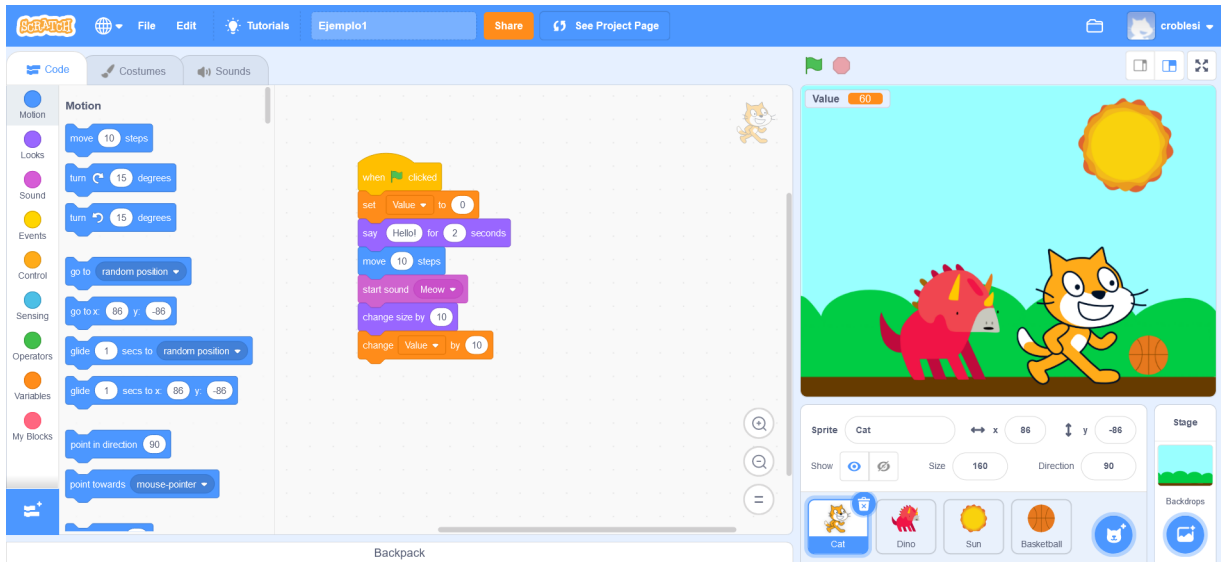 SCRATCH File Edit Tutorials Ejemplo1 Share See Project Page croblesi
Code Costumes Sounds
Motion
Looks
Sound
Events
Control
Sensing
Operators
Variables
My Blocks
Motion
move 10 steps
turn 15 degrees
turn 15 degrees
go to random position
go to x: 86 y: -86
glide 1 secs to random position
glide 1 secs to x: 86 y: -86
point in direction 90
point towards mouse-pointer
when clicked
set Value to 0
say Hello! for 2 seconds
move 10 steps
start sound Meow
change size by 10
change Value by 10
Backpack
Value 60
Sprite Cat x 86 y -86
Show Size 160 Direction 90
Cat Dino Sun Basketball
Stage
Backdrops